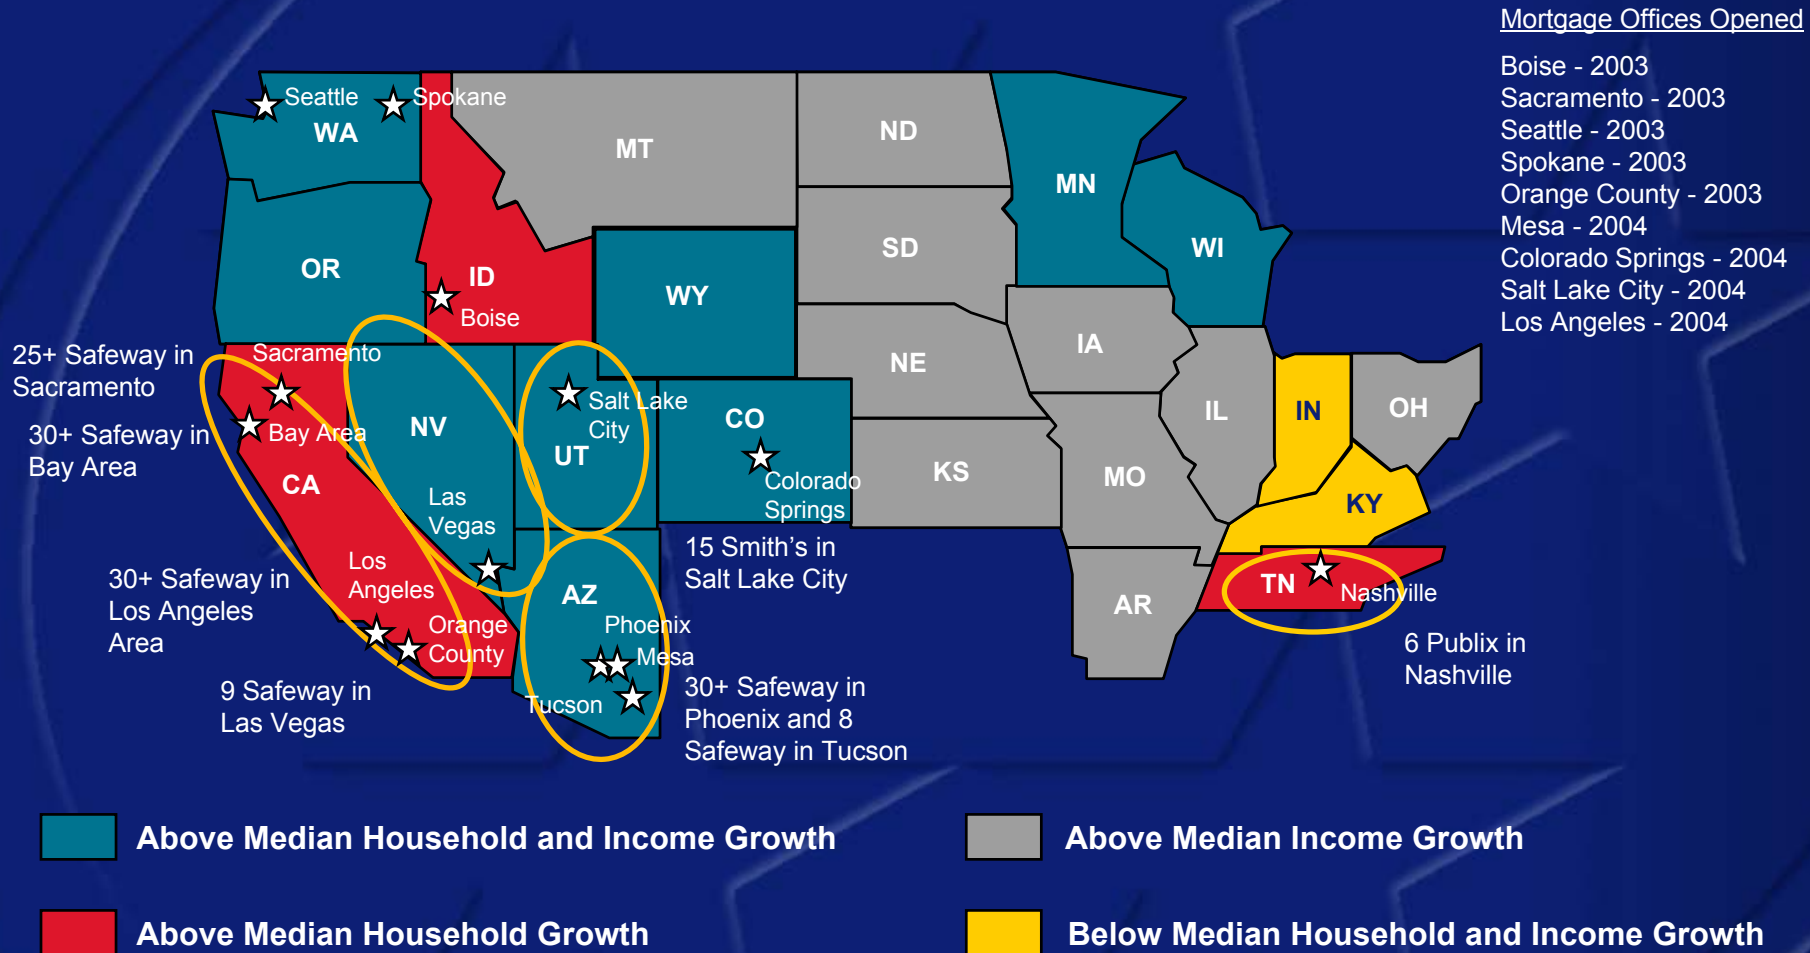 Mortgage Offices Opened
Boise - 2003
Sacramento - 2003
Seattle - 2003
Spokane - 2003
Orange County - 2003
Mesa - 2004
Colorado Springs - 2004
Salt Lake City - 2004
Los Angeles - 2004
Seattle
Spokane
WA
MT
ND
MN
OR
ID
Boise
WY
SD
WI
25+ Safeway in
Sacramento
Sacramento
30+ Safeway in
Bay Area
Bay Area
CA
NV
Las
Vegas
Salt Lake
City
UT
CO
Colorado
Springs
NE
IA
KS
MO
IL
IN
OH
KY
30+ Safeway in
Los Angeles
Area
Los
Angeles
Orange
County
9 Safeway in
Las Vegas
AZ
Phoenix
Mesa
Tucson
15 Smith's in
Salt Lake City
30+ Safeway in
Phoenix and 8
Safeway in Tucson
AR
TN
Nashville
6 Publix in
Nashville
Above Median Household and Income Growth
Above Median Income Growth
Above Median Household Growth
Below Median Household and Income Growth